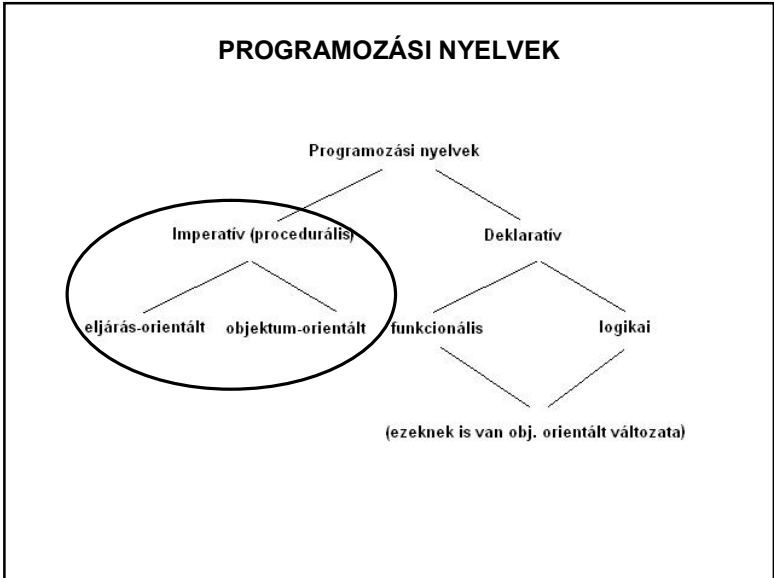 PROGRAMOZÁSI NYELVEK
Programozási nyelvek
Imperatív (procedurális) Deklaratív
eljárás-orientált objektum-orientált funkcionális logikai
(ezeknek is van obj. orientált változata)